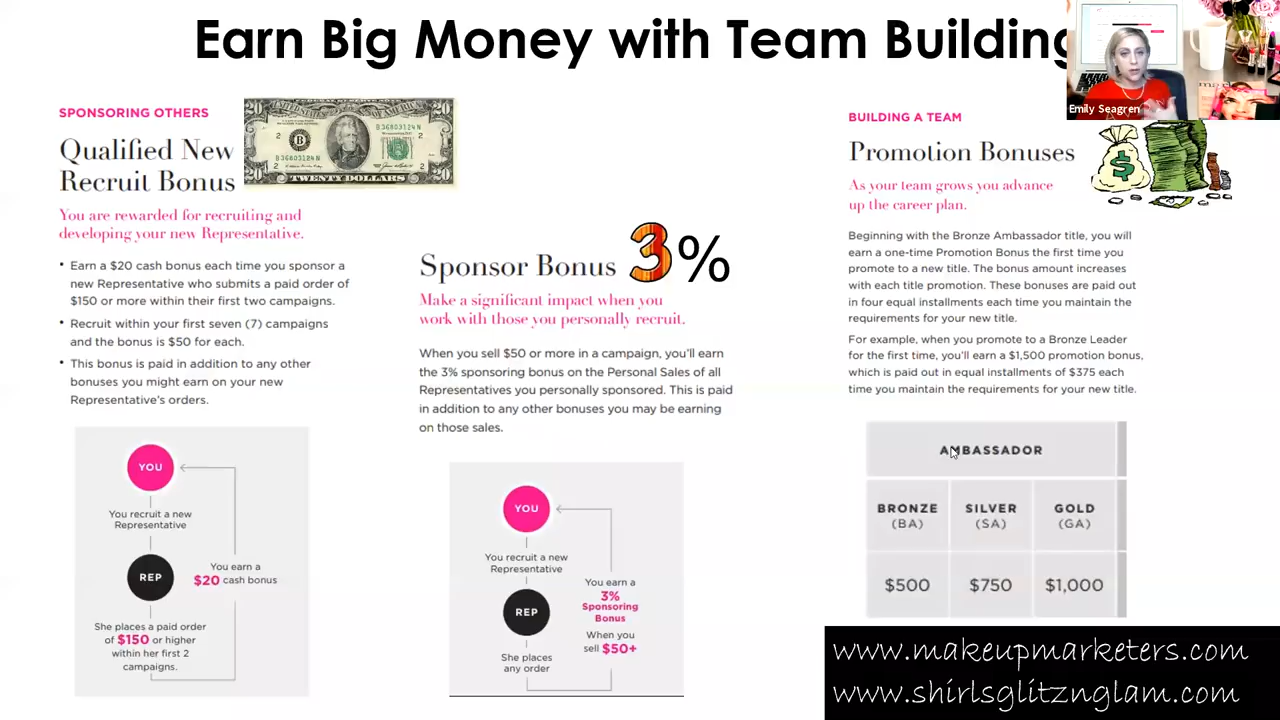 Earn Big Money with Team Building
Emily Seagren
SPONSORING OTHERS
Qualified New
Recruit Bonus
You are rewarded for recruiting and
developing your new Representative.
• Earn a $20 cash bonus each time you sponsor a
new Representative who submits a paid order of
$150 or more within their first two campaigns.
• Recruit within your first seven (7) campaigns
and the bonus is $50 for each.
• This bonus is paid in addition to any other
bonuses you might earn on your new
Representative's orders.
YOU
You recruit a new
Representative
REP
You earn a
$20 cash bonus
She places a paid order
of $150 or higher
within her first 2
campaigns.
20
20
B 36803124 N
B 36803124 N
B
2
2
2
TWENTY DOLLARS
Sponsor Bonus 3%
Make a significant impact when you
work with those you personally recruit.
When you sell $50 or more in a campaign, you'll earn
the 3% sponsoring bonus on the Personal Sales of all
Representatives you personally sponsored. This is paid
in addition to any other bonuses you may be earning
on those sales.
YOU
You recruit a new
Representative
REP
You earn a
3%
Sponsoring
Bonus
When you
sell $50+
She places
any order
BUILDING A TEAM
Promotion Bonuses
As your team grows you advance
up the career plan.
$
Beginning with the Bronze Ambassador title, you will
earn a one-time Promotion Bonus the first time you
promote to a new title. The bonus amount increases
with each title promotion. These bonuses are paid out
in four equal installments each time you maintain the
requirements for your new title.
For example, when you promote to a Bronze Leader
for the first time, you'll earn a $1,500 promotion bonus,
which is paid out in equal installments of $375 each
time you maintain the requirements for your new title.
AMBASSADOR
BRONZE SILVER GOLD
(BA) (SA) (GA)
$500 $750 $1,000
www.makeupmarketers.com
www.shirlsglitznglam.com